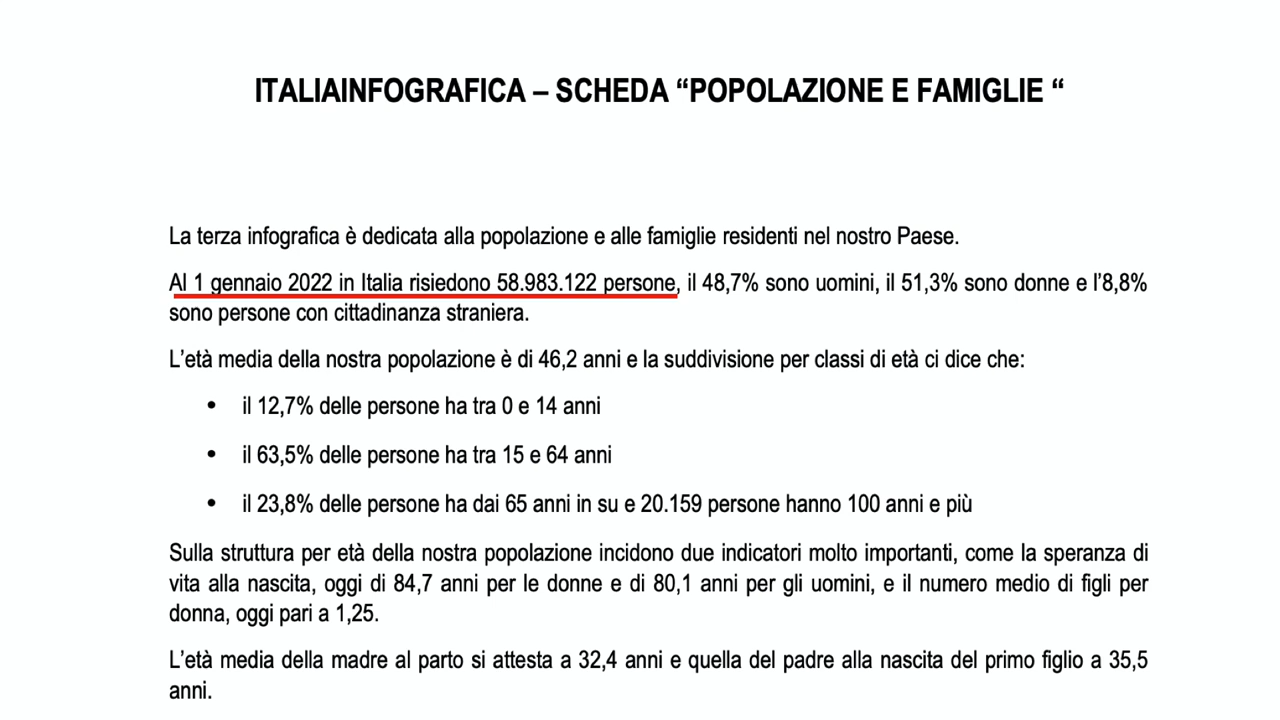 ITALIAINFOGRAFICA – SCHEDA “POPOLAZIONE E FAMIGLIE “
La terza infografica è dedicata alla popolazione e alle famiglie residenti nel nostro Paese.
Al 1 gennaio 2022 in Italia risiedono 58.983.122 persone, il 48,7% sono uomini, il 51,3% sono donne e l’8,8%
sono persone con cittadinanza straniera.
L’età media della nostra popolazione è di 46,2 anni e la suddivisione per classi di età ci dice che:
• il 12,7% delle persone ha tra 0 e 14 anni
• il 63,5% delle persone ha tra 15 e 64 anni
• il 23,8% delle persone ha dai 65 anni in su e 20.159 persone hanno 100 anni e più
Sulla struttura per età della nostra popolazione incidono due indicatori molto importanti, come la speranza di
vita alla nascita, oggi di 84,7 anni per le donne e di 80,1 anni per gli uomini, e il numero medio di figli per
donna, oggi pari a 1,25.
L’età media della madre al parto si attesta a 32,4 anni e quella del padre alla nascita del primo figlio a 35,5
anni.